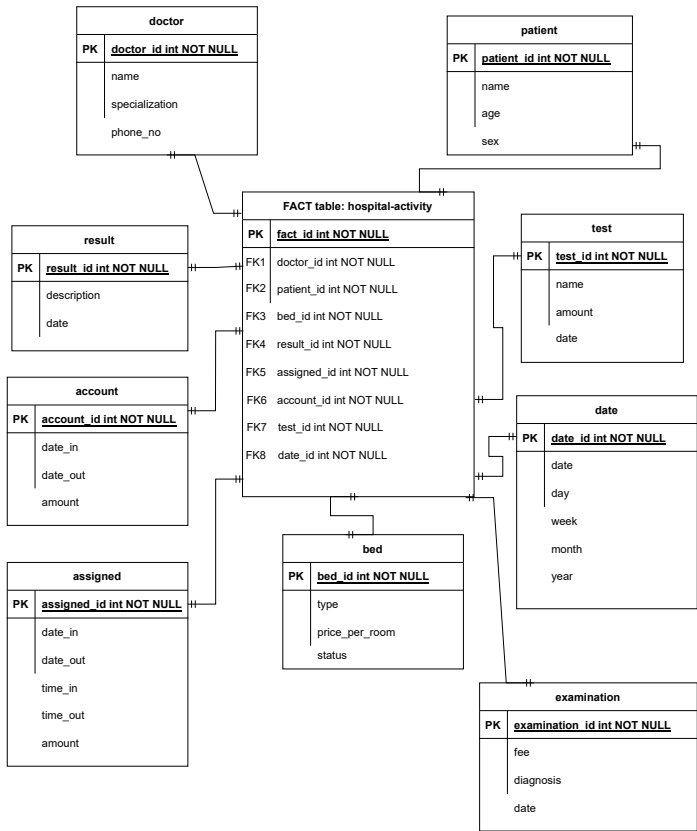 doctor
PK doctor_id int NOT NULL
name
specialization
phone_no
patient
PK patient_id int NOT NULL
name
age
sex
FACT table: hospital-activity
PK fact_id int NOT NULL
FK1 doctor_id int NOT NULL
FK2 patient_id int NOT NULL
FK3 bed_id int NOT NULL
FK4 result_id int NOT NULL
FK5 assigned_id int NOT NULL
FK6 account_id int NOT NULL
FK7 test_id int NOT NULL
FK8 date_id int NOT NULL
result
PK result_id int NOT NULL
description
date
test
PK test_id int NOT NULL
name
amount
date
account
PK account_id int NOT NULL
date_in
date_out
amount
date
PK date_id int NOT NULL
date
day
week
month
year
assigned
PK assigned_id int NOT NULL
date_in
date_out
time_in
time_out
amount
bed
PK bed_id int NOT NULL
type
price_per_room
status
examination
PK examination_id int NOT NULL
fee
diagnosis
date